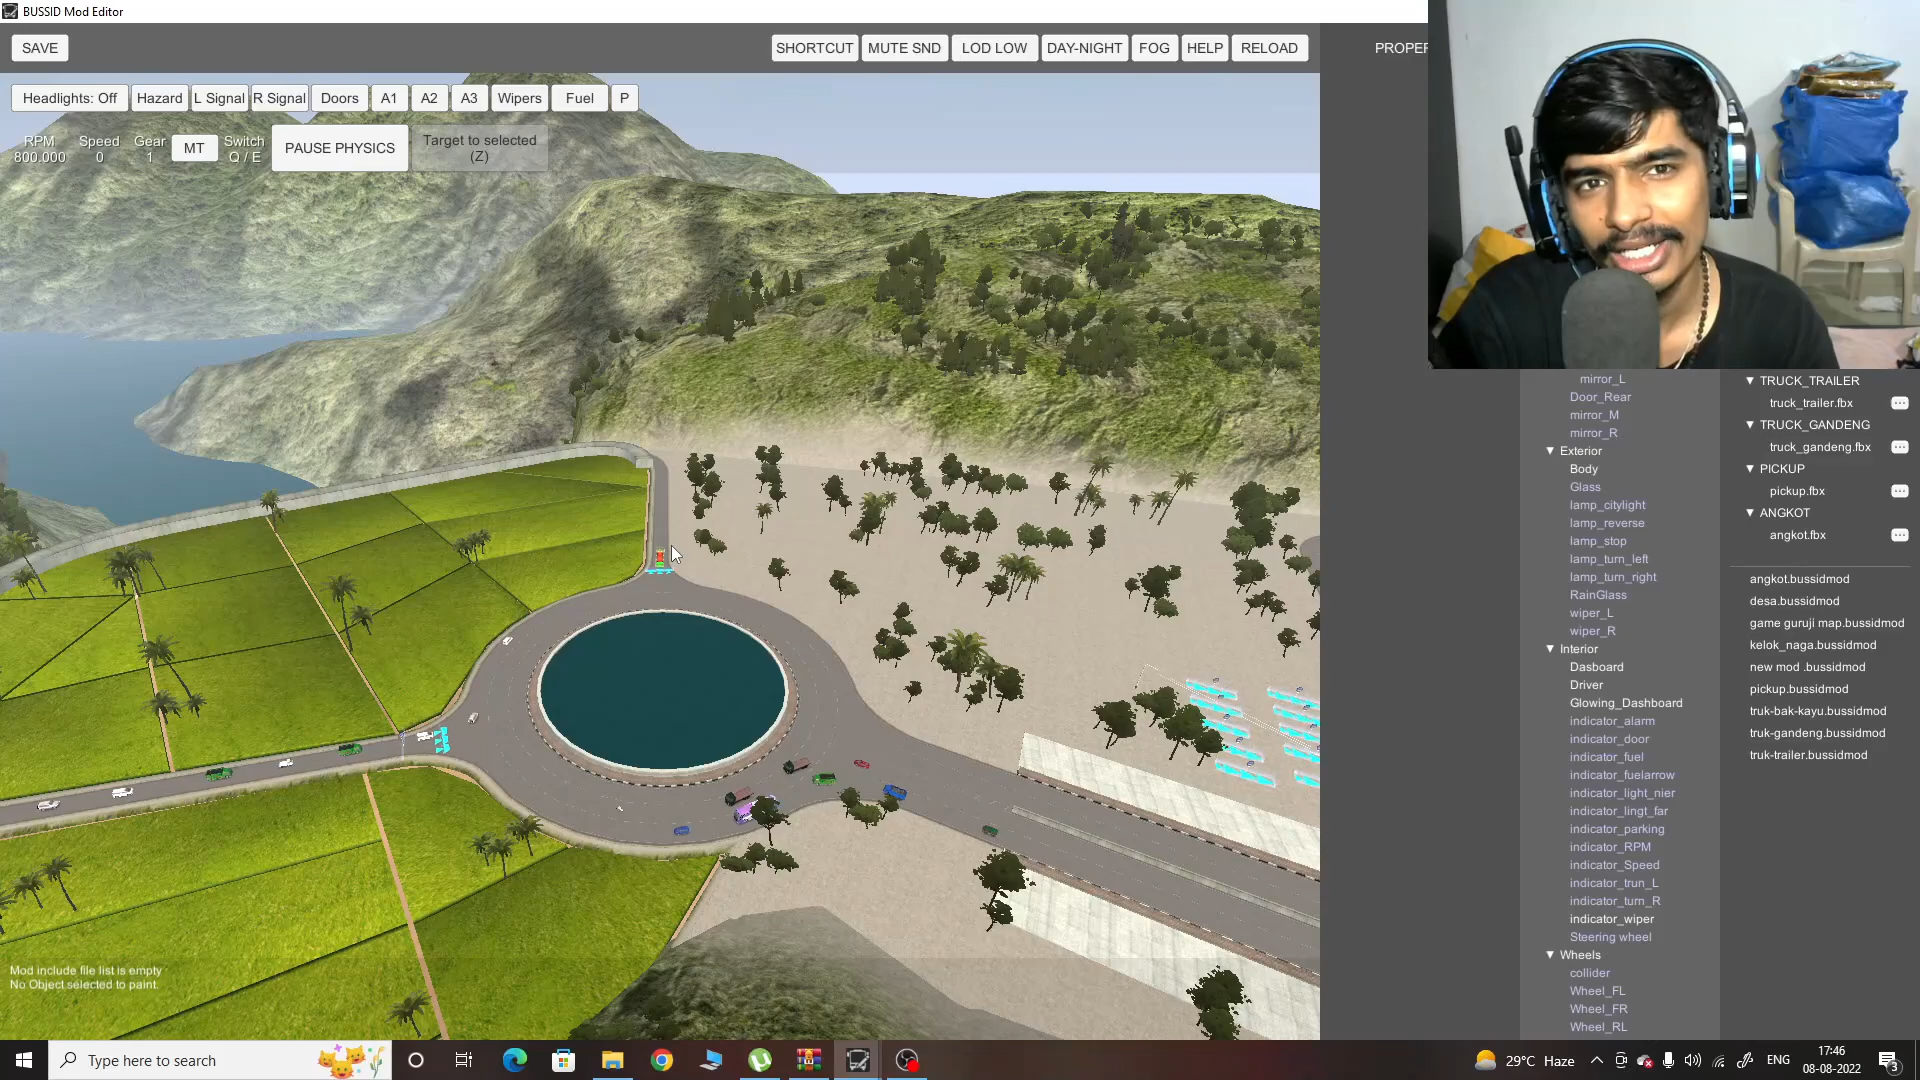 BUSSID Mod Editor
SAVE
SHORTCUT MUTE SND LOD LOW DAY-NIGHT FOG HELP RELOAD
Headlights: Off Hazard L Signal R Signal Doors A1 A2 A3 Wipers Fuel P
RPM Speed Gear MT Switch
800.000 0 1 Q / E
PAUSE PHYSICS
Target to selected
(Z)
Mod include file list is empty
No Object selected to paint.
PROPER
mirror_L
Door_Rear
mirror_M
mirror_R
▼ Exterior
Body
Glass
lamp_citylight
lamp_reverse
lamp_stop
lamp_turn_left
lamp_turn_right
RainGlass
wiper_L
wiper_R
▼ Interior
Dasboard
Driver
Glowing_Dashboard
indicator_alarm
indicator_door
indicator_fuel
indicator_fuelarrow
indicator_light_nier
indicator_lingt_far
indicator_parking
indicator_RPM
indicator_Speed
indicator_trun_L
indicator_turn_R
indicator_wiper
Steering wheel
▼ Wheels
collider
Wheel_FL
Wheel_FR
Wheel_RL
▼ TRUCK_TRAILER
truck_trailer.fbx
▼ TRUCK_GANDENG
truck_gandeng.fbx
▼ PICKUP
pickup.fbx
▼ ANGKOT
angkot.fbx
angkot.bussidmod
desa.bussidmod
game guruji map.bussidmod
kelok_naga.bussidmod
new mod .bussidmod
pickup.bussidmod
truk-bak-kayu.bussidmod
truk-gandeng.bussidmod
truk-trailer.bussidmod
Type here to search
29°C Haze
ENG
17:46
08-08-2022
3